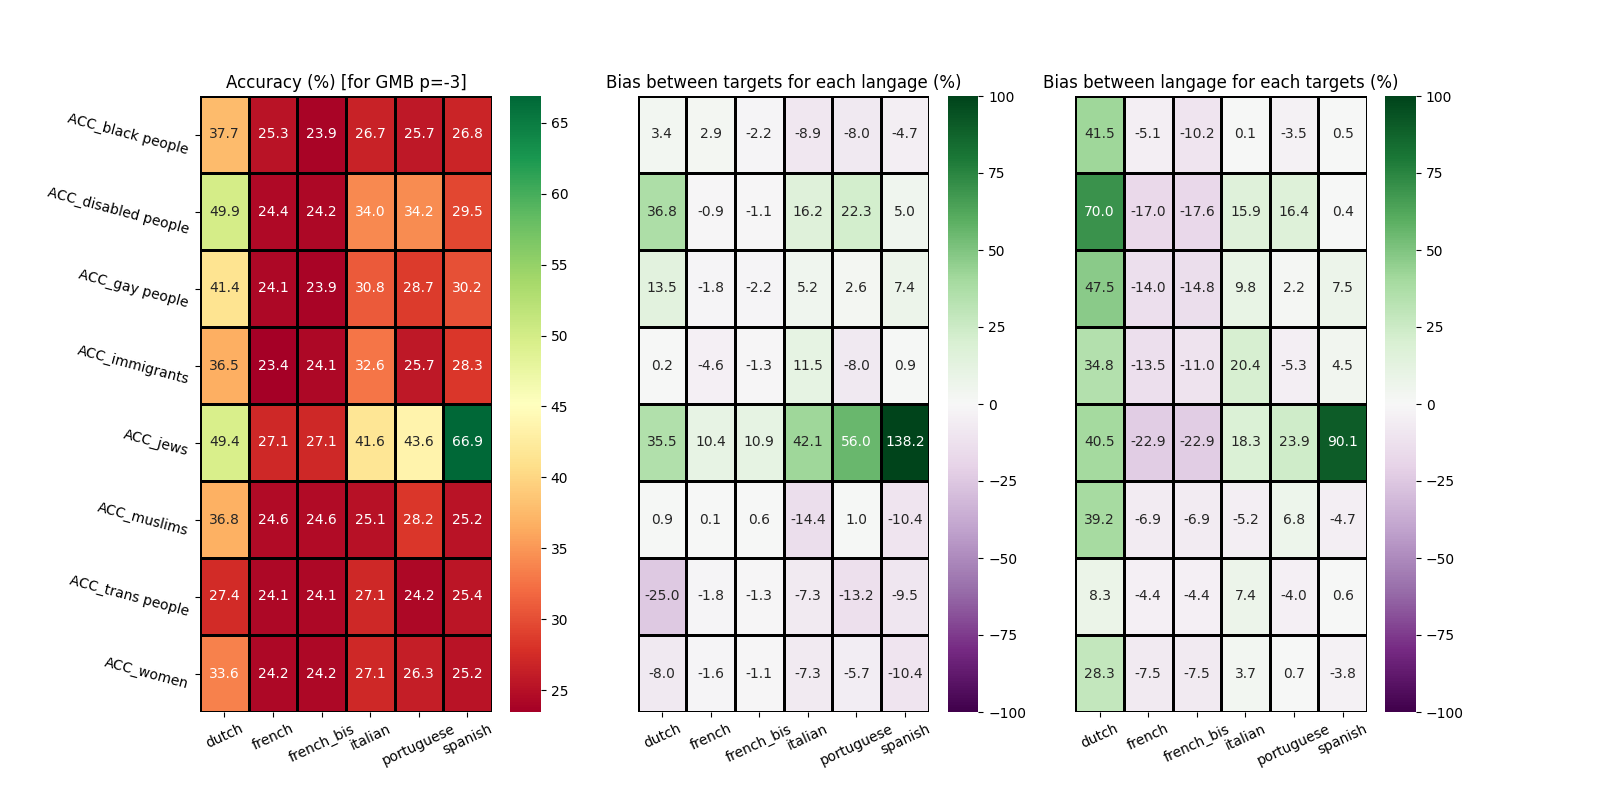 Accuracy (%) [for GMB p=-3]
Bias between targets for each langage (%)
Bias between langage for each targets (%)
ACC_black people 37.7 25.3 23.9 26.7 25.7 26.8
ACC_disabled people 49.9 24.4 24.2 34.0 34.2 29.5
ACC_gay people 41.4 24.1 23.9 30.8 28.7 30.2
ACC_immigrants 36.5 23.4 24.1 32.6 25.7 28.3
ACC_jews 49.4 27.1 27.1 41.6 43.6 66.9
ACC_muslims 36.8 24.6 24.6 25.1 28.2 25.2
ACC_trans people 27.4 24.1 24.1 27.1 24.2 25.4
ACC_women 33.6 24.2 24.2 27.1 26.3 25.2
dutch french french_bis italian portuguese spanish
65
60
55
50
45
40
35
30
25
3.4 2.9 -2.2 -8.9 -8.0 -4.7
36.8 -0.9 -1.1 16.2 22.3 5.0
13.5 -1.8 -2.2 5.2 2.6 7.4
0.2 -4.6 -1.3 11.5 -8.0 0.9
35.5 10.4 10.9 42.1 56.0 138.2
0.9 0.1 0.6 -14.4 1.0 -10.4
-25.0 -1.8 -1.3 -7.3 -13.2 -9.5
-8.0 -1.6 -1.1 -7.3 -5.7 -10.4
dutch french french_bis italian portuguese spanish
100
75
50
25
0
−25
−50
−75
−100
41.5 -5.1 -10.2 0.1 -3.5 0.5
70.0 -17.0 -17.6 15.9 16.4 0.4
47.5 -14.0 -14.8 9.8 2.2 7.5
34.8 -13.5 -11.0 20.4 -5.3 4.5
40.5 -22.9 -22.9 18.3 23.9 90.1
39.2 -6.9 -6.9 -5.2 6.8 -4.7
8.3 -4.4 -4.4 7.4 -4.0 0.6
28.3 -7.5 -7.5 3.7 0.7 -3.8
dutch french french_bis italian portuguese spanish
100
75
50
25
0
−25
−50
−75
−100